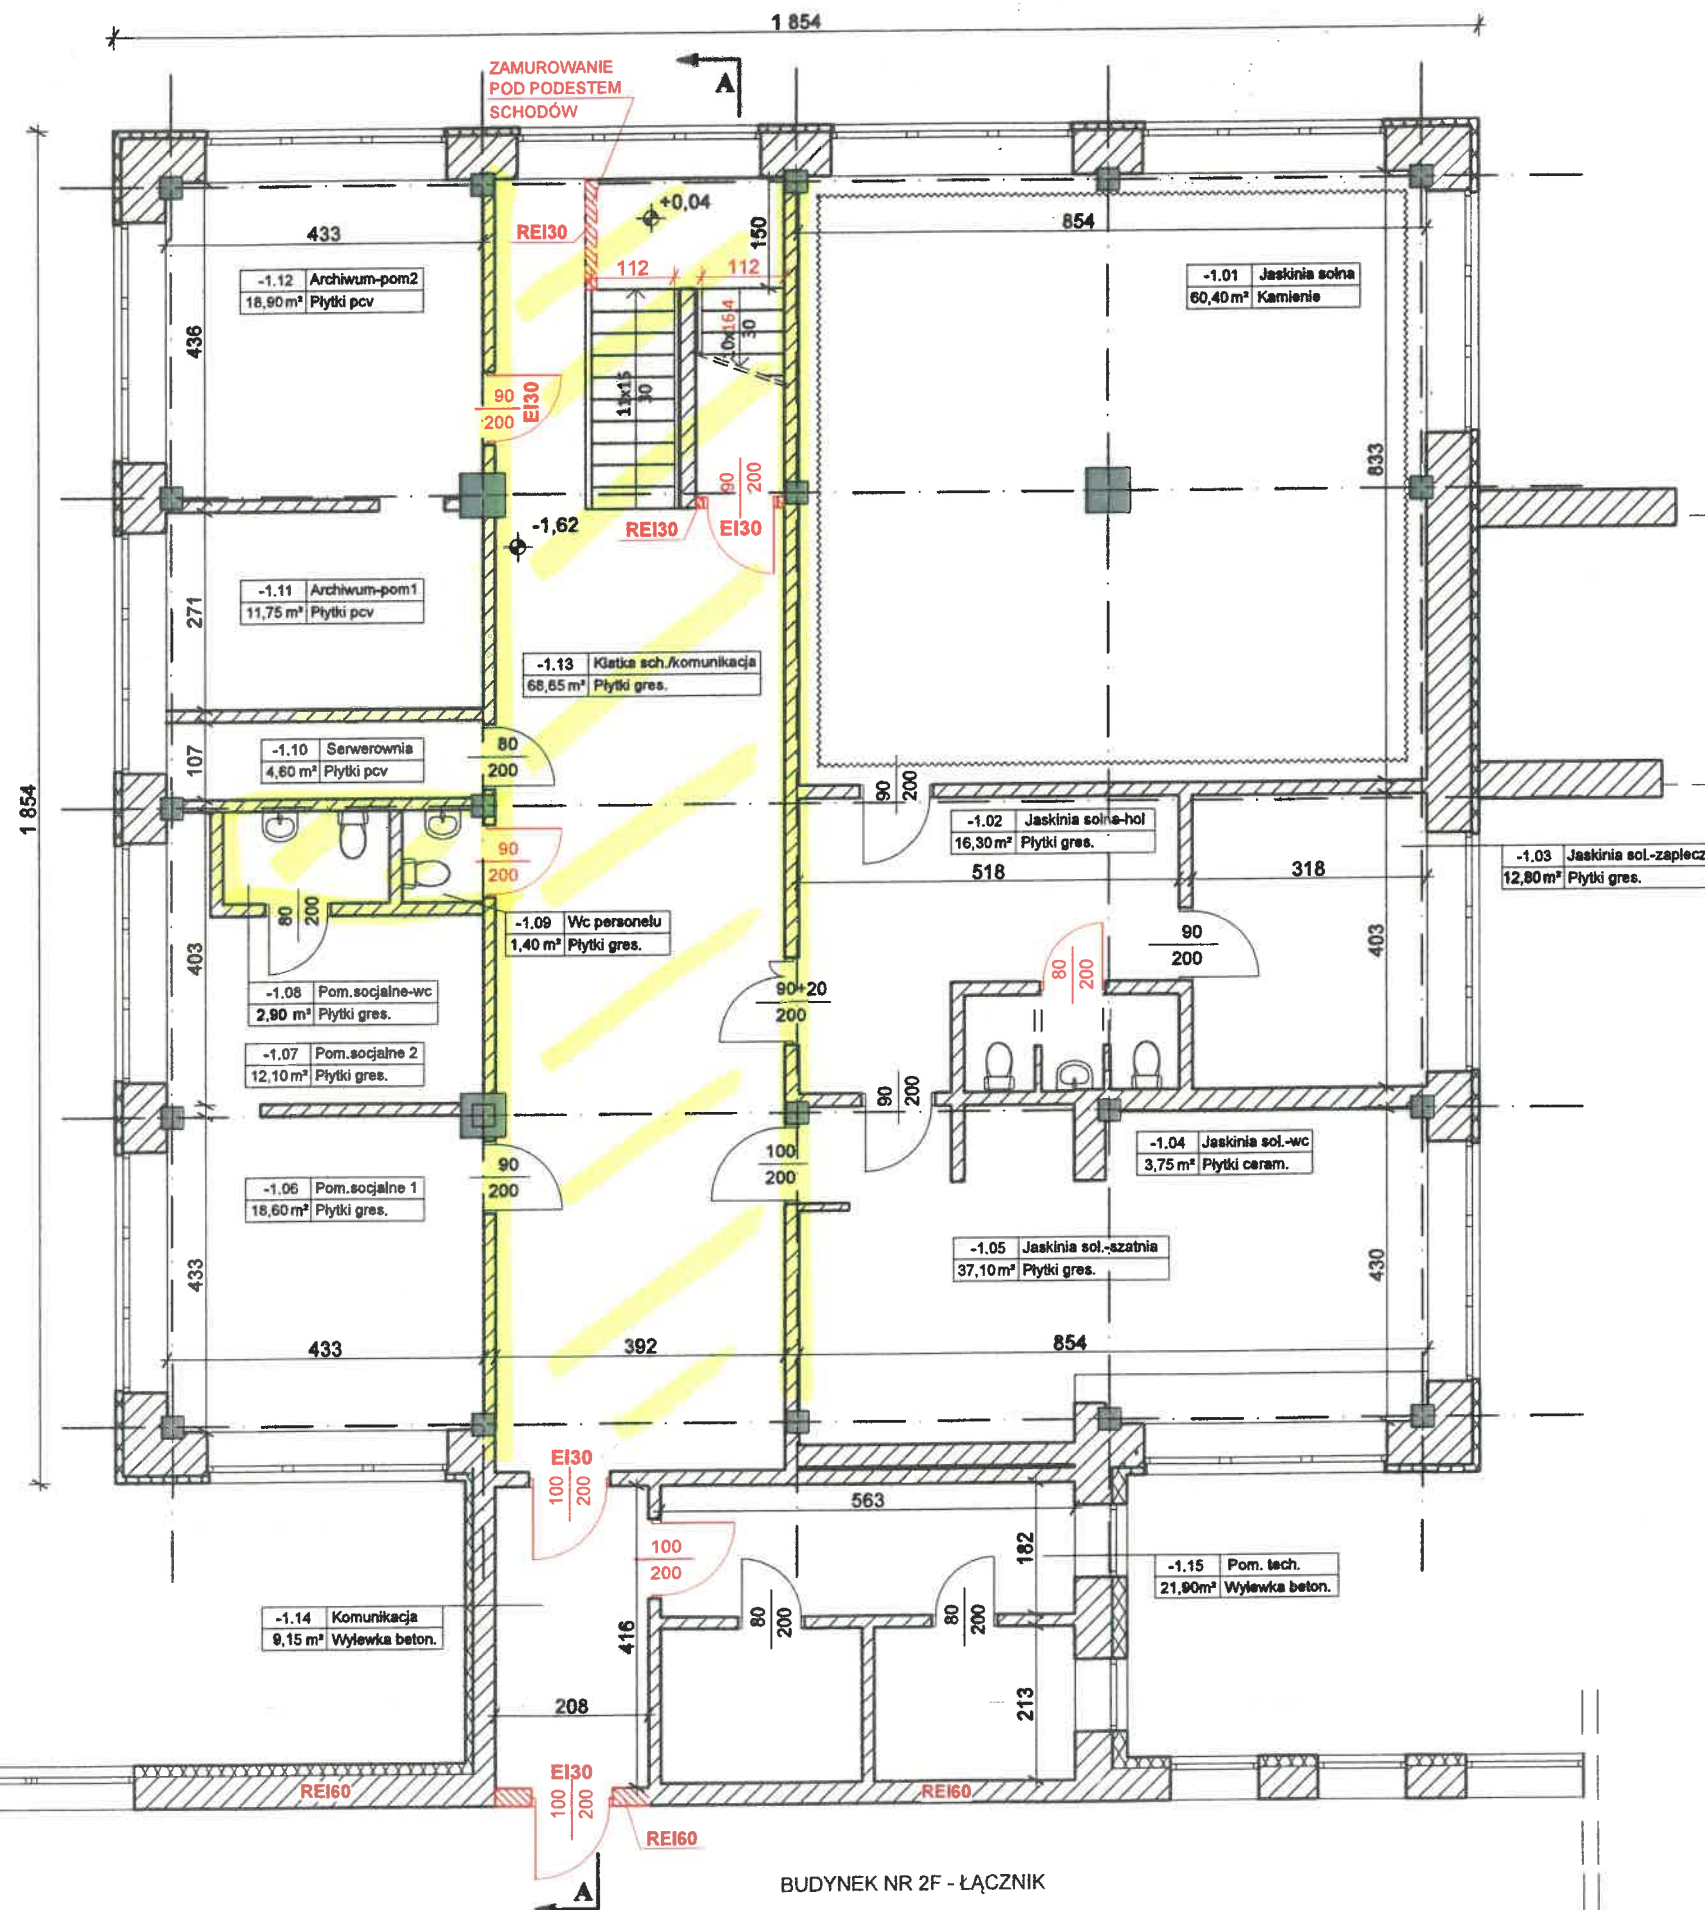 1 854
ZAMUROWANIE
POD PODESTEM
SCHODÓW
A
+0,04
REI30
150
433
854
112
112
-1.12 Archiwum-pom2
18,90 m² Płytki pcv
-1.01 Jaskinia solna
60,40 m² Kamienie
436
10x16,4
30
11x15
30
90
200
EI30
833
90
200
REI30
EI30
-1,62
-1.11 Archiwum-pom1
11,75 m² Płytki pcv
271
-1.13 Klatka sch./komunikacja
68,65 m² Płytki gres.
-1.10 Serwerownia
4,60 m² Płytki pcv
107
80
200
1 854
90
200
-1.02 Jaskinia solna-hol
16,30 m² Płytki gres.
518
318
-1.03 Jaskinia sol.-zaplecz
12,80 m² Płytki gres.
90
200
80
200
-1.09 Wc personelu
1,40 m² Płytki gres.
403
403
90
200
80
200
-1.08 Pom.socjalne-wc
2,90 m² Płytki gres.
90+20
200
-1.07 Pom.socjalne 2
12,10 m² Płytki gres.
90
200
-1.04 Jaskinia sol.-wc
3,75 m² Płytki ceram.
100
200
90
200
-1.06 Pom.socjalne 1
18,60 m² Płytki gres.
-1.05 Jaskinia sol.-szatnia
37,10 m² Płytki gres.
433
430
433
392
854
EI30
100
200
563
182
100
200
-1.15 Pom. tech.
21,90m² Wylewka beton.
-1.14 Komunikacja
9,15 m² Wylewka beton.
80
200
80
200
416
208
213
EI30
100
200
REI60
REI60
REI60
A
BUDYNEK NR 2F - ŁĄCZNIK